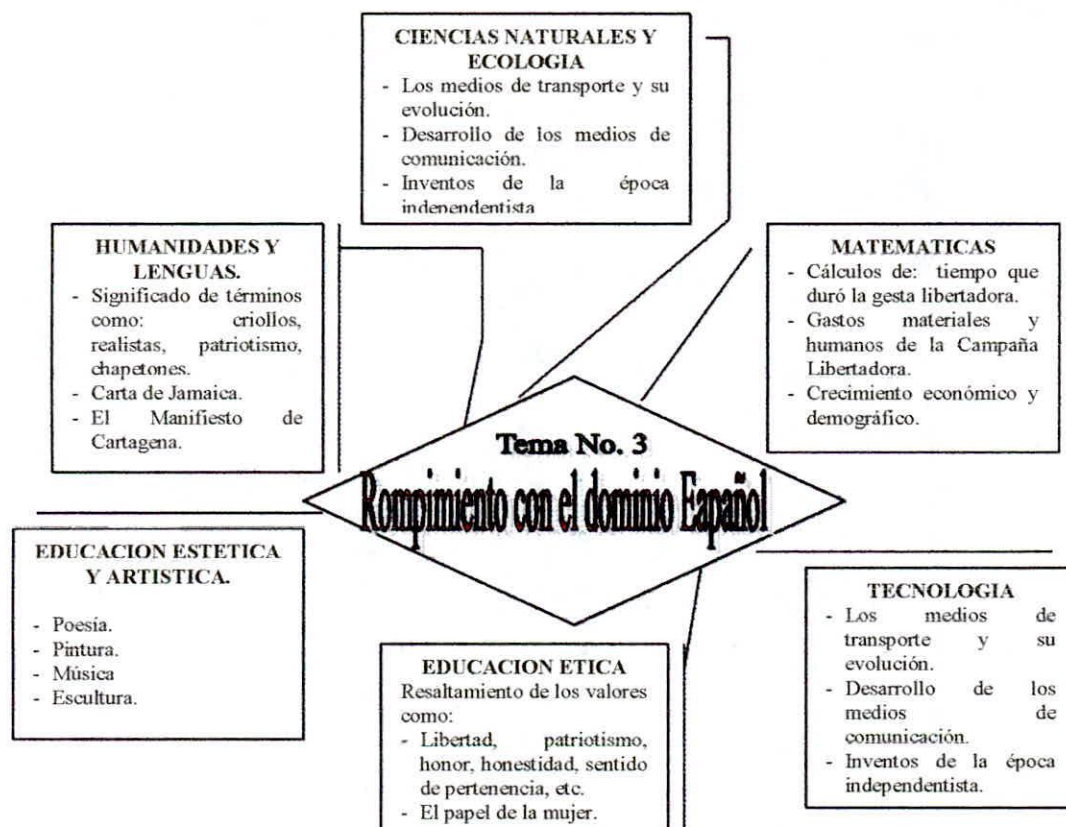 CIENCIAS NATURALES Y
ECOLOGIA
- Los medios de transporte y su
evolución.
- Desarrollo de los medios de
comunicación.
- Inventos de la época
independentista
HUMANIDADES Y
LENGUAS.
- Significado de términos
como: criollos,
realistas, patriotismo,
chapetones.
- Carta de Jamaica.
- El Manifiesto de
Cartagena.
MATEMATICAS
- Cálculos de: tiempo que
duró la gesta libertadora.
- Gastos materiales y
humanos de la Campaña
Libertadora.
- Crecimiento económico y
demográfico.
Tema No. 3
Rompimiento con el dominio Eapañol
EDUCACION ESTETICA
Y ARTISTICA.
- Poesía.
- Pintura.
- Música
- Escultura.
EDUCACION ETICA
Resaltamiento de los valores
como:
- Libertad, patriotismo,
honor, honestidad, sentido
de pertenencia, etc.
- El papel de la mujer.
TECNOLOGIA
- Los medios de
transporte y su
evolución.
- Desarrollo de los
medios de
comunicación.
- Inventos de la época
independentista.